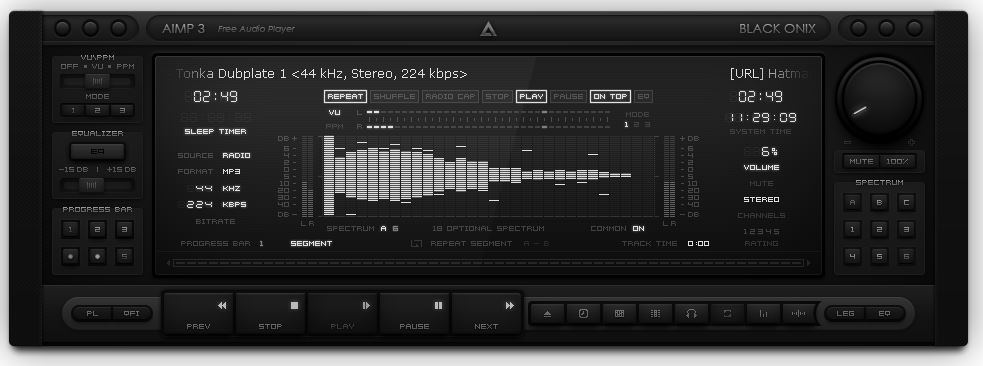 AIMP 3 Free Audio Player BLACK ONIX
VU\PPM
OFF VU PPM
MODE
1 2 3
EQUALIZER
EQ
-15 DB | +15 DB
PROGRESS BAR
1 2 3
5
Tonka Dubplate 1 <44 kHz, Stereo, 224 kbps> [URL] Hatma
02:49
SLEEP TIMER
SOURCE RADIO
FORMAT MP3
44 KHZ
224 KBPS
BITRATE
PROGRESS BAR 1 SEGMENT
REPEAT SHUFFLE RADIO CAP STOP PLAY PAUSE ON TOP EQ
VU L
PPM R
MODE
1 2 3
DB + + DB
6 6
4 4
2 2
0 0
5 5
10 10
20 20
30 30
40 40
DB - - DB
L R L R
SPECTRUM A 6 18 OPTIONAL SPECTRUM COMMON ON
REPEAT SEGMENT A - B TRACK TIME 0:00
02:49
11:29:09
SYSTEM TIME
6%
VOLUME
MUTE
STEREO
CHANNELS
1 2 3 4 5
RATING
- +
MUTE 100%
SPECTRUM
A B C
1 2 3
4 5 6
PL QFI
PREV STOP PLAY PAUSE NEXT
LEG EQ